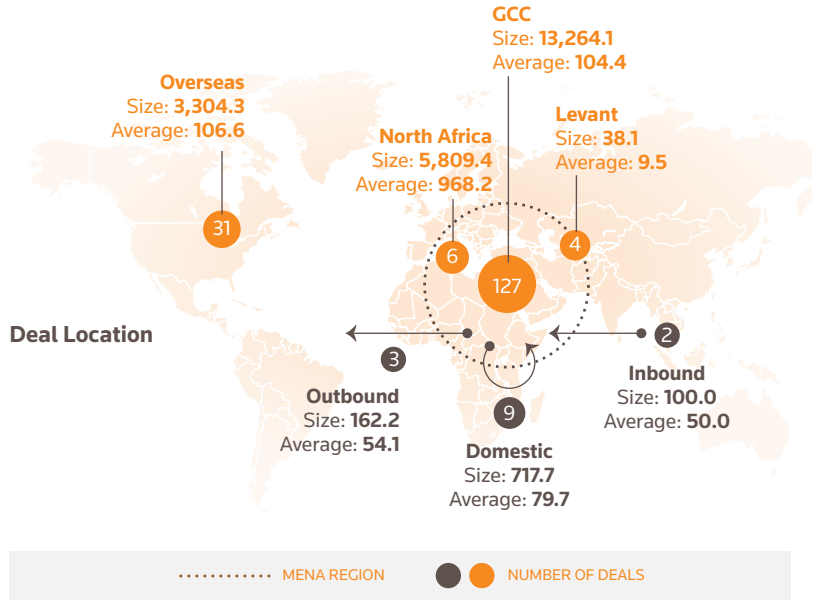 GCC
Size: 13,264.1
Average: 104.4
Overseas
Size: 3,304.3
Average: 106.6
Levant
Size: 38.1
Average: 9.5
North Africa
Size: 5,809.4
Average: 968.2
31
6
4
127
Deal Location
3
2
Outbound
Size: 162.2
Average: 54.1
Inbound
Size: 100.0
Average: 50.0
9
Domestic
Size: 717.7
Average: 79.7
MENA REGION
NUMBER OF DEALS